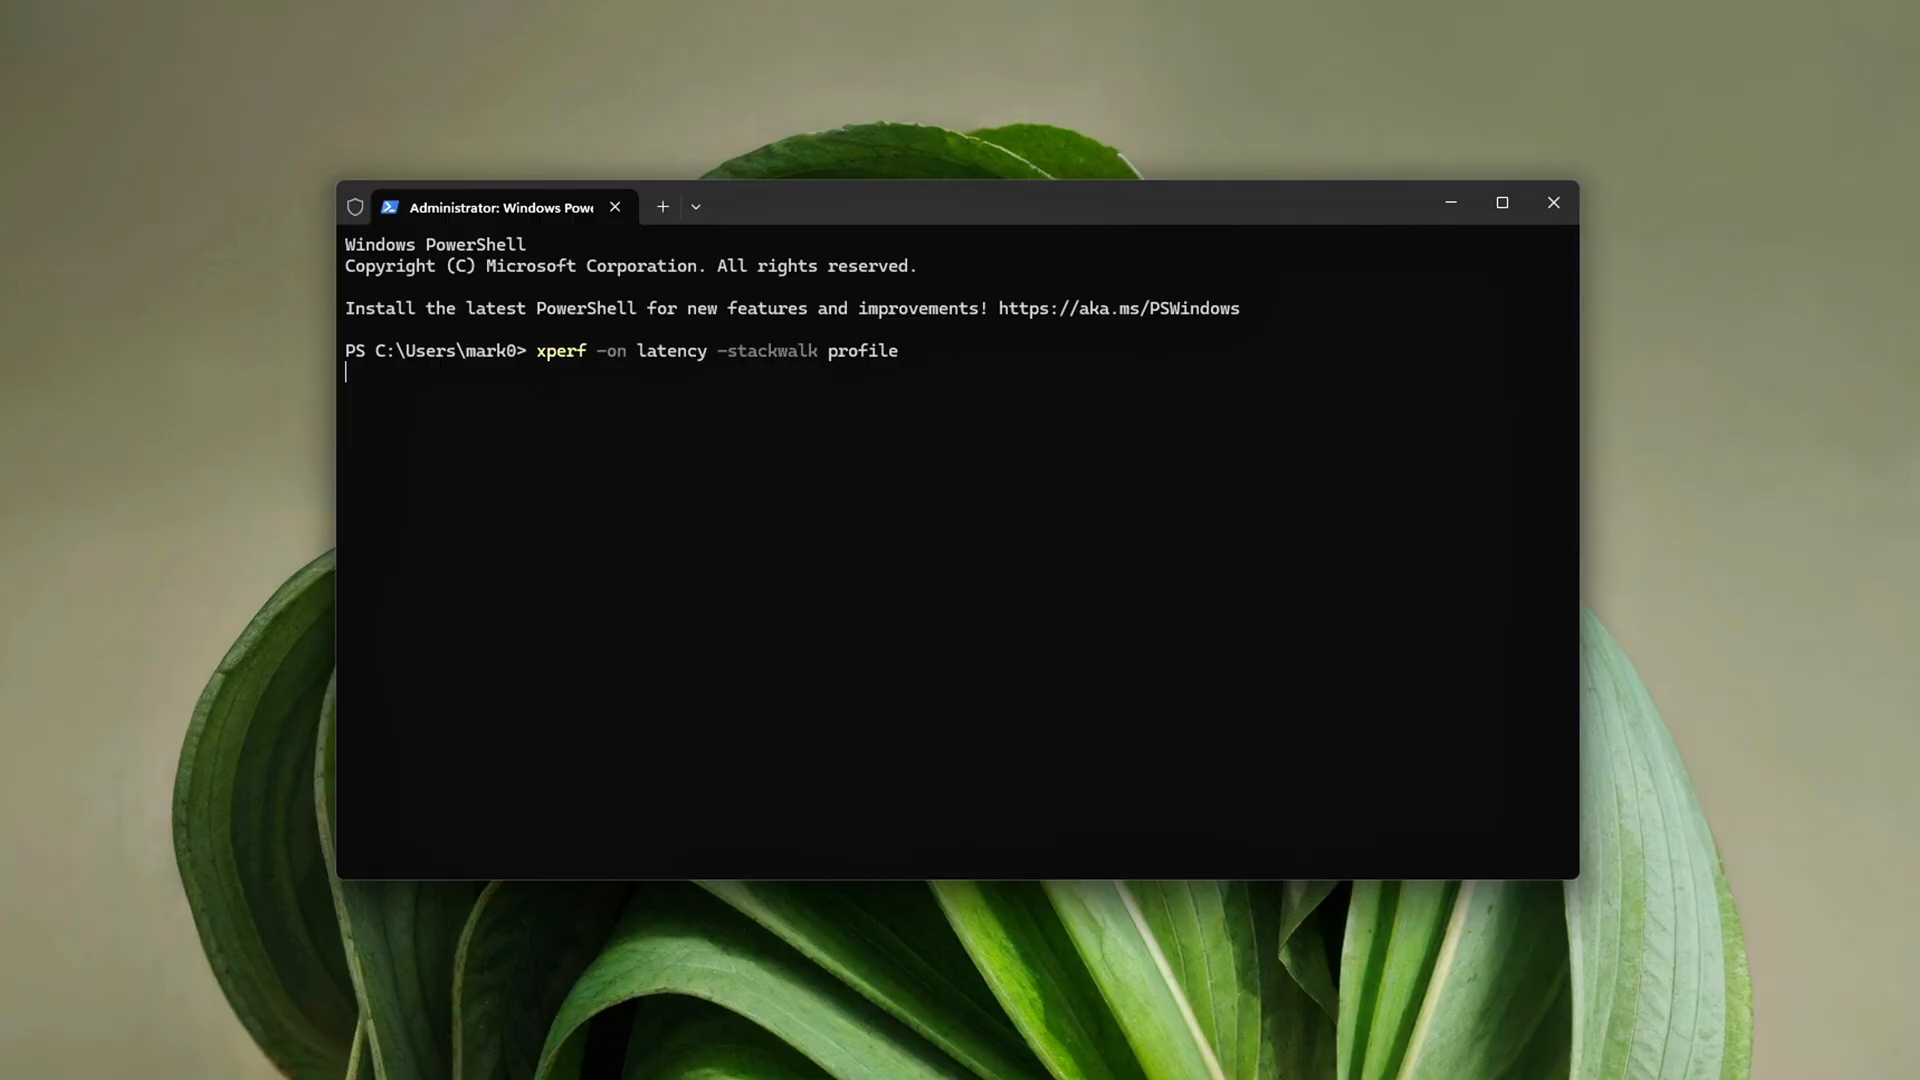 Administrator: Windows Powe
Windows PowerShell
Copyright (C) Microsoft Corporation. All rights reserved.
Install the latest PowerShell for new features and improvements! https://aka.ms/PSWindows
PS C:\Users\mark0> xperf -on latency -stackwalk profile